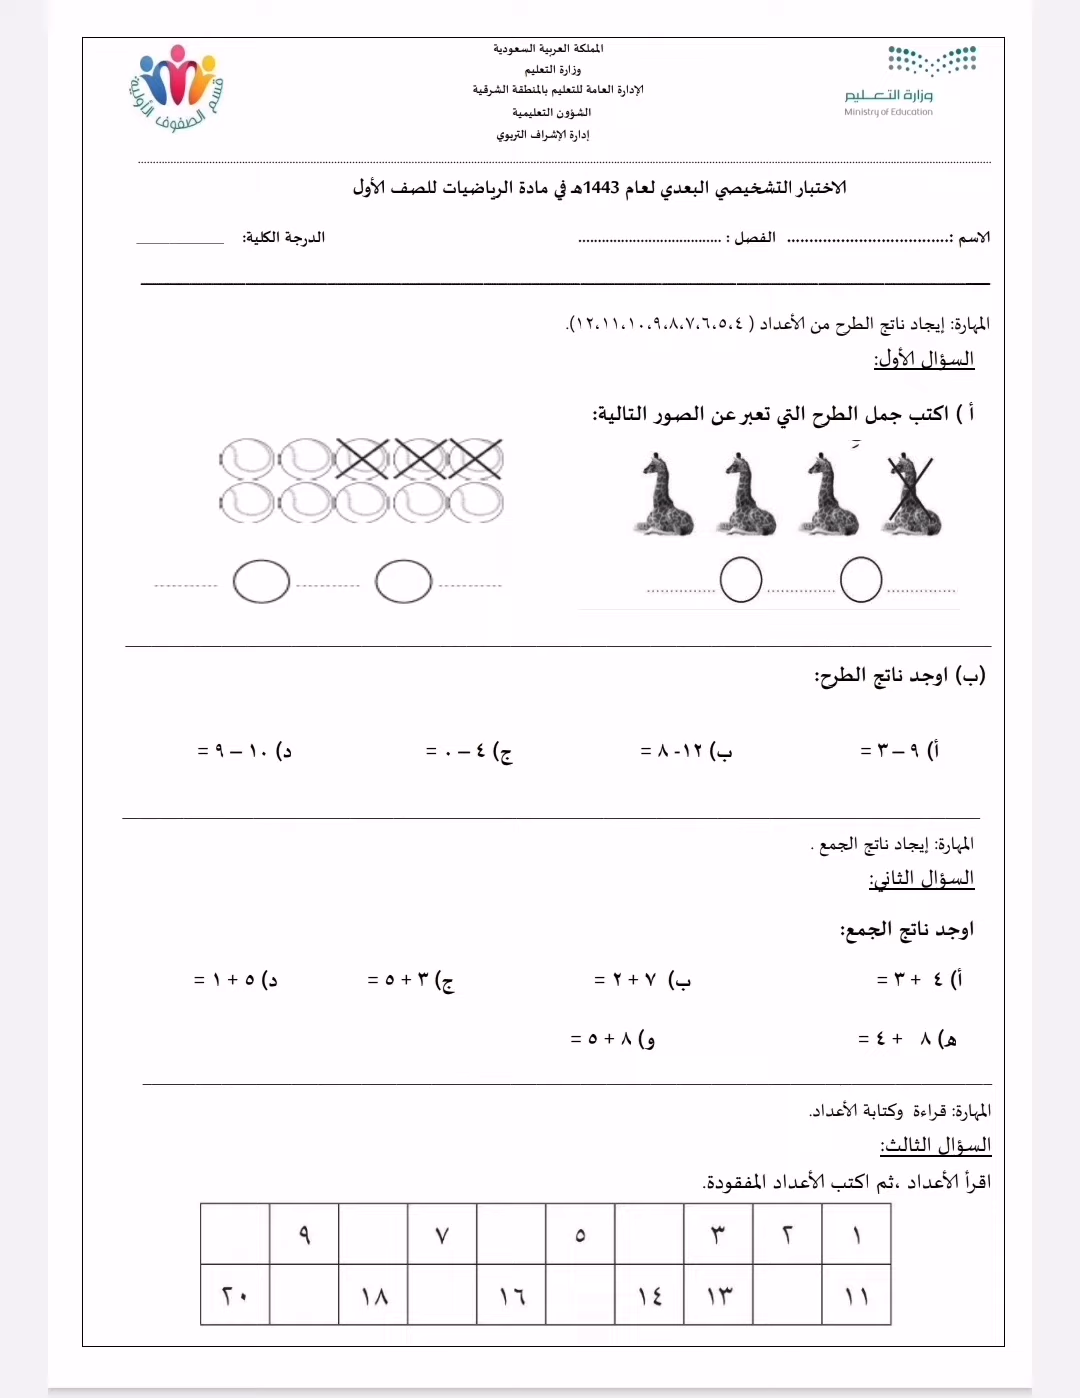 المملكة العربية السعودية
وزارة التعليم
الإدارة العامة للتعليم بالمنطقة الشرقية
الشؤون التعليمية
إدارة الإشراف التربوي
وزارة التعليم
Ministry of Education
قسم الصفوف الأولية
الاختبار التشخيصي البعدي لعام 1443هـ في مادة الرياضيات للصف الأول
الاسم :.................................... الفصل : ..................................... الدرجة الكلية: __________
المهارة: إيجاد ناتج الطرح من الأعداد ( ٤،٥،٦،٧،٨،٩،١٠،١١،١٢).
السؤال الأول:
أ ) اكتب جمل الطرح التي تعبر عن الصور التالية:
(ب) اوجد ناتج الطرح:
أ) ٩ – ٣ = ب) ١٢- ٨ = ج) ٤ – ٠ = د) ١٠ – ٩ =
المهارة: إيجاد ناتج الجمع .
السؤال الثاني:
اوجد ناتج الجمع:
أ) ٤ + ٣ = ب) ٧ + ٢ = ج) ٣ + ٥ = د) ٥ + ١ =
هـ) ٨ + ٤ = و) ٨ + ٥ =
المهارة: قراءة وكتابة الأعداد.
السؤال الثالث:
اقرأ الأعداد ،ثم اكتب الأعداد المفقودة.
١ ٢ ٣ ٥ ٧ ٩
١١ ١٣ ١٤ ١٦ ١٨ ٢٠